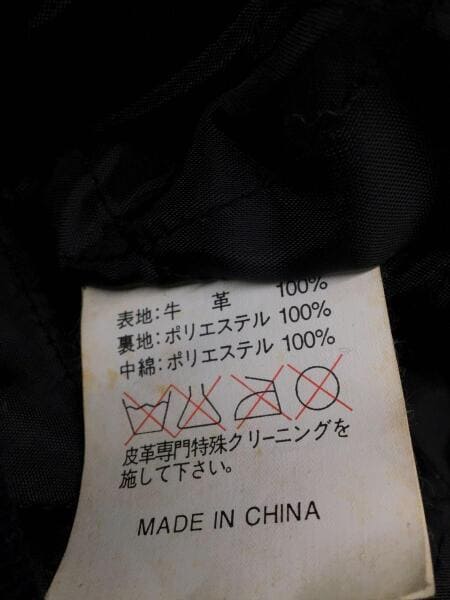 表地:牛 革 100%
裏地:ポリエステル 100%
中綿:ポリエステル 100%
皮革専門特殊クリーニングを
施して下さい。
MADE IN CHINA